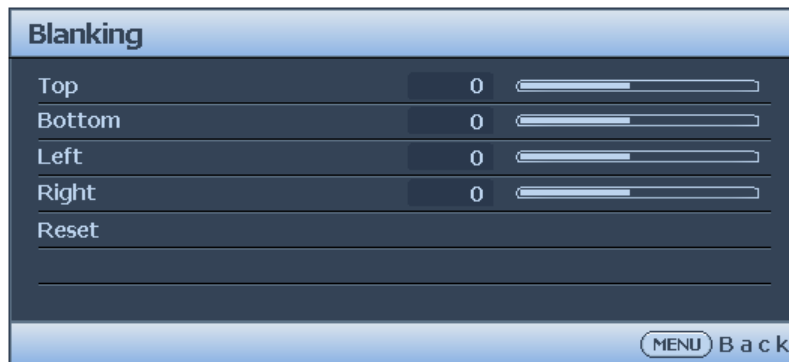 Blanking
Top 0
Bottom 0
Left 0
Right 0
Reset
MENU Back